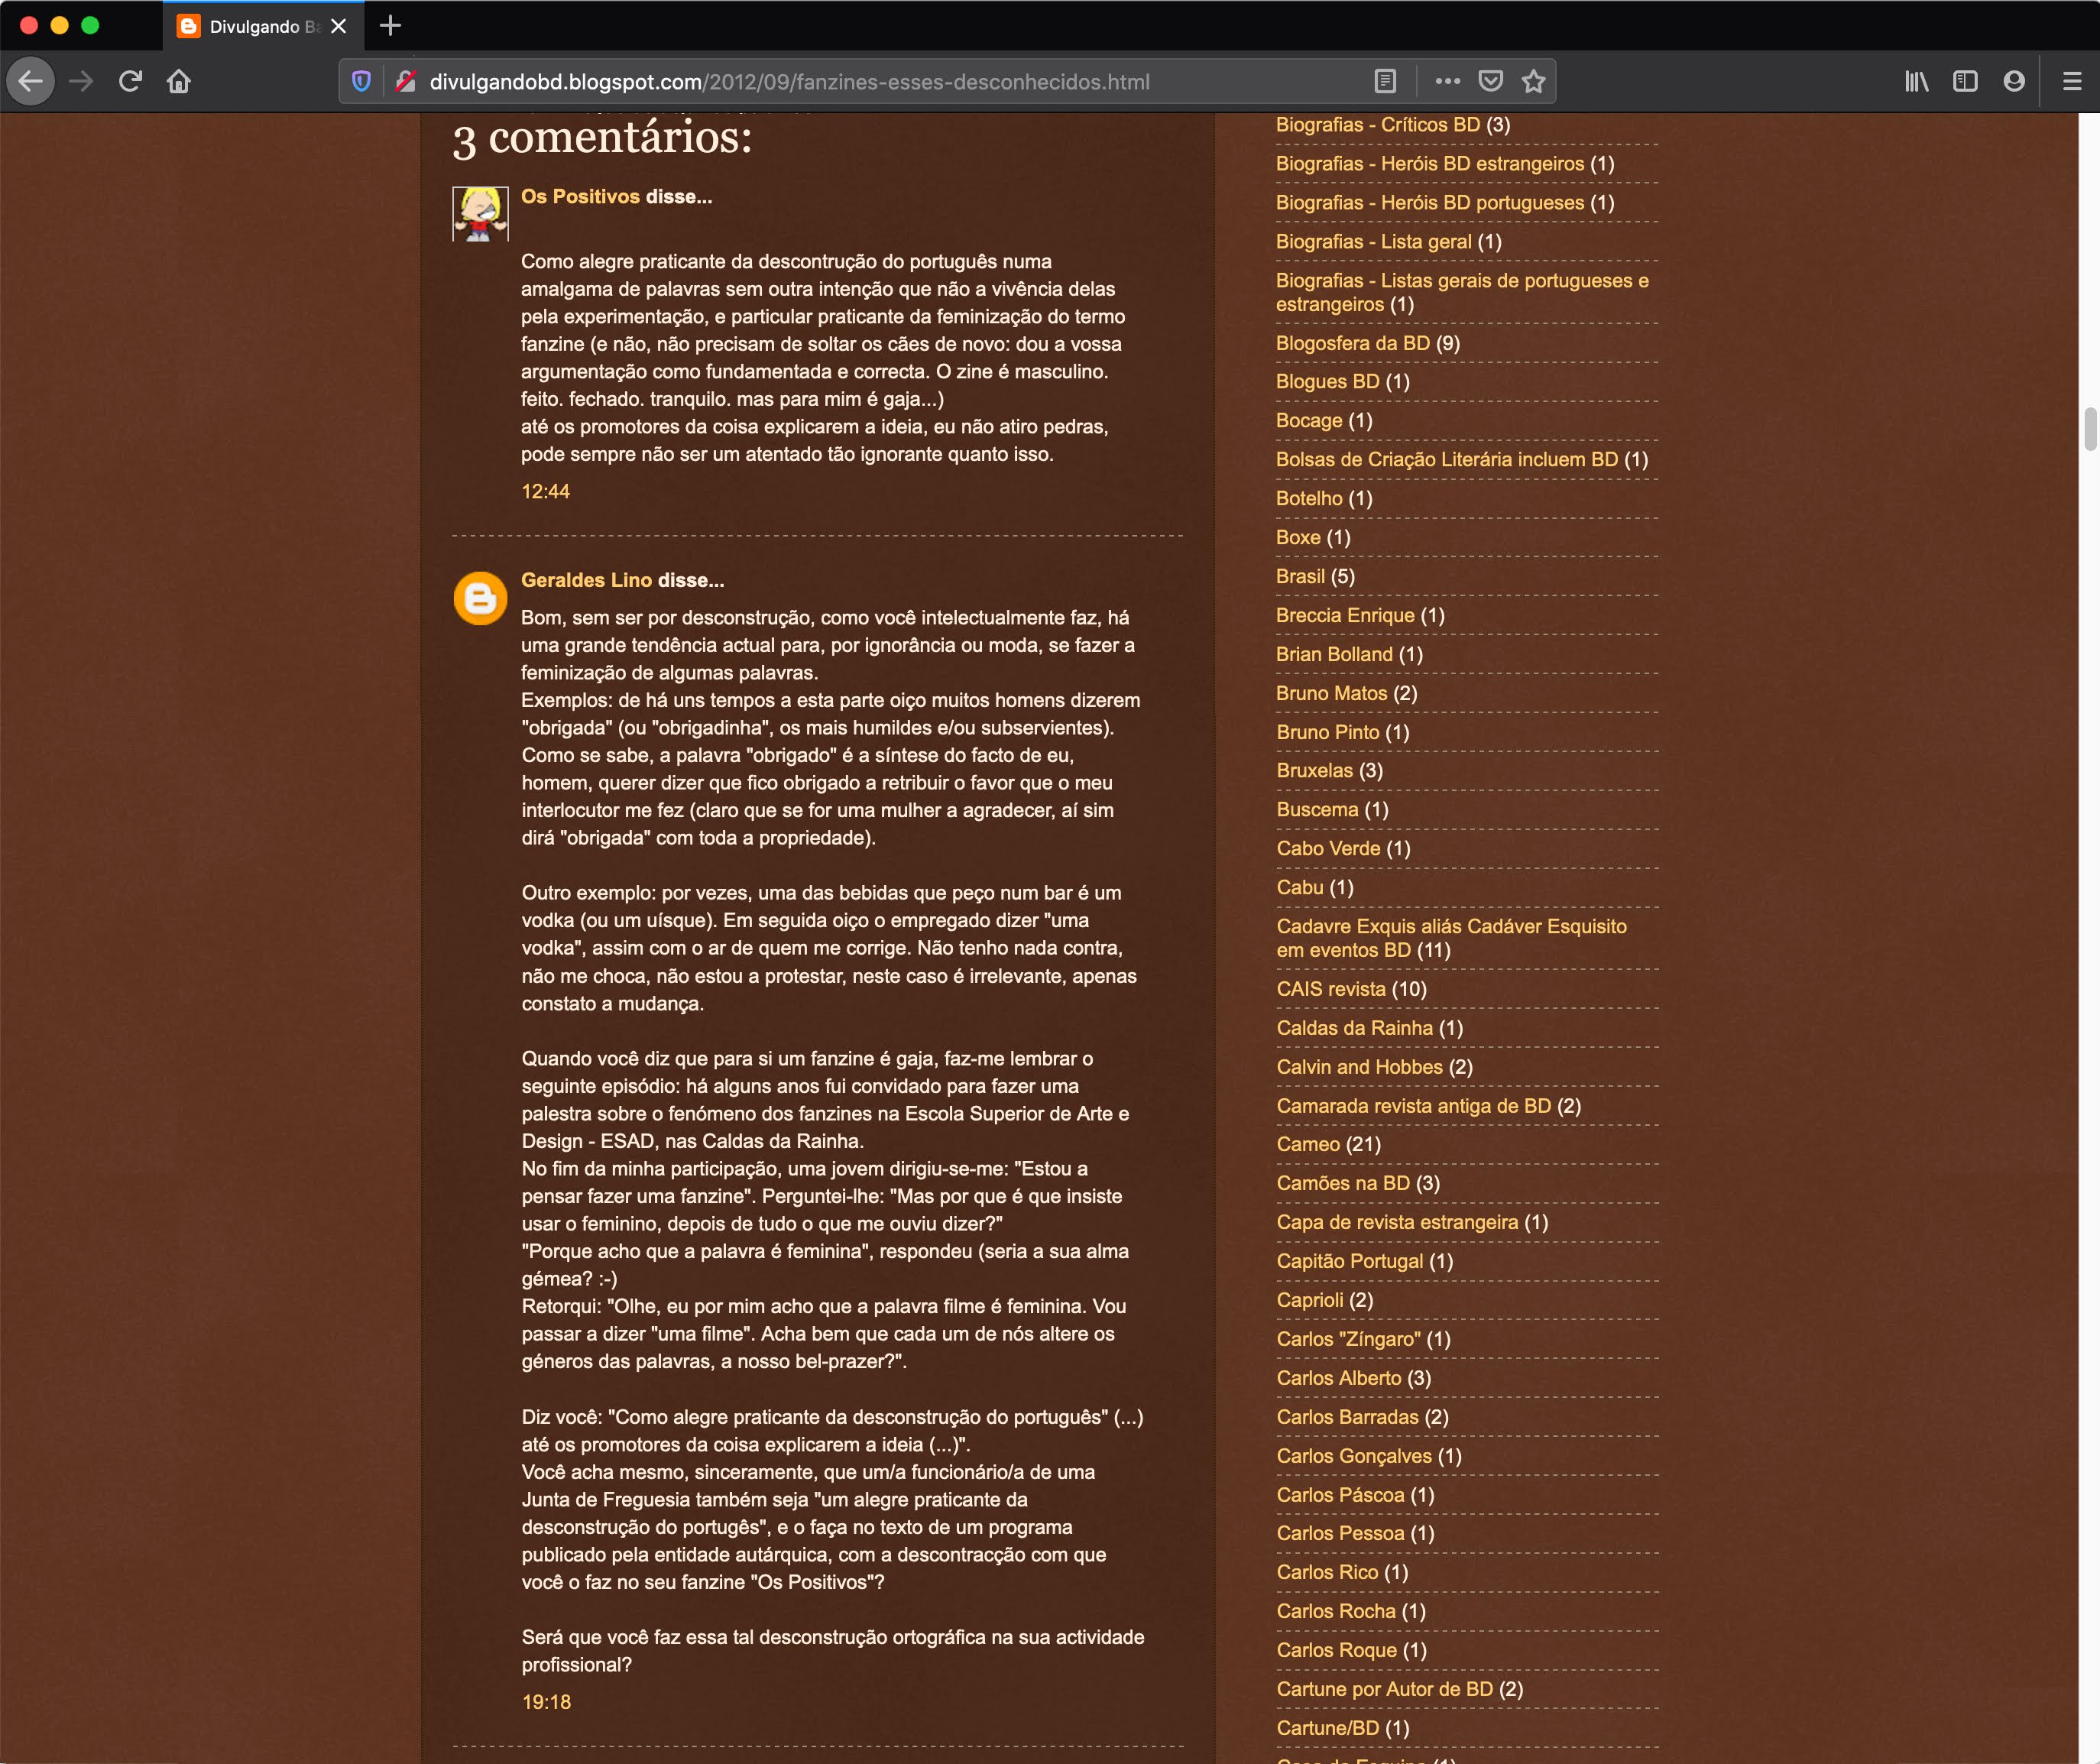 Divulgando Ba
divulgandobd.blogspot.com/2012/09/fanzines-esses-desconhecidos.html
3 comentários:
Os Positivos disse...
Como alegre praticante da descontrução do português numa
amalgama de palavras sem outra intenção que não a vivência delas
pela experimentação, e particular praticante da feminização do termo
fanzine (e não, não precisam de soltar os cães de novo: dou a vossa
argumentação como fundamentada e correcta. O zine é masculino.
feito. fechado. tranquilo. mas para mim é gaja...)
até os promotores da coisa explicarem a ideia, eu não atiro pedras,
pode sempre não ser um atentado tão ignorante quanto isso.
12:44
Geraldes Lino disse...
Bom, sem ser por desconstrução, como você intelectualmente faz, há
uma grande tendência actual para, por ignorância ou moda, se fazer a
feminização de algumas palavras.
Exemplos: de há uns tempos a esta parte oiço muitos homens dizerem
"obrigada" (ou "obrigadinha", os mais humildes e/ou subservientes).
Como se sabe, a palavra "obrigado" é a síntese do facto de eu,
homem, querer dizer que fico obrigado a retribuir o favor que o meu
interlocutor me fez (claro que se for uma mulher a agradecer, aí sim
dirá "obrigada" com toda a propriedade).
Outro exemplo: por vezes, uma das bebidas que peço num bar é um
vodka (ou um uísque). Em seguida oiço o empregado dizer "uma
vodka", assim com o ar de quem me corrige. Não tenho nada contra,
não me choca, não estou a protestar, neste caso é irrelevante, apenas
constato a mudança.
Quando você diz que para si um fanzine é gaja, faz-me lembrar o
seguinte episódio: há alguns anos fui convidado para fazer uma
palestra sobre o fenómeno dos fanzines na Escola Superior de Arte e
Design - ESAD, nas Caldas da Rainha.
No fim da minha participação, uma jovem dirigiu-se-me: "Estou a
pensar fazer uma fanzine". Perguntei-lhe: "Mas por que é que insiste
usar o feminino, depois de tudo o que me ouviu dizer?"
"Porque acho que a palavra é feminina", respondeu (seria a sua alma
gémea? :-)
Retorqui: "Olhe, eu por mim acho que a palavra filme é feminina. Vou
passar a dizer "uma filme". Acha bem que cada um de nós altere os
géneros das palavras, a nosso bel-prazer?".
Diz você: "Como alegre praticante da desconstrução do português" (...)
até os promotores da coisa explicarem a ideia (...)".
Você acha mesmo, sinceramente, que um/a funcionário/a de uma
Junta de Freguesia também seja "um alegre praticante da
desconstrução do portugês", e o faça no texto de um programa
publicado pela entidade autárquica, com a descontracção com que
você o faz no seu fanzine "Os Positivos"?
Será que você faz essa tal desconstrução ortográfica na sua actividade
profissional?
19:18
Biografias - Críticos BD (3)
Biografias - Heróis BD estrangeiros (1)
Biografias - Heróis BD portugueses (1)
Biografias - Lista geral (1)
Biografias - Listas gerais de portugueses e
estrangeiros (1)
Blogosfera da BD (9)
Blogues BD (1)
Bocage (1)
Bolsas de Criação Literária incluem BD (1)
Botelho (1)
Boxe (1)
Brasil (5)
Breccia Enrique (1)
Brian Bolland (1)
Bruno Matos (2)
Bruno Pinto (1)
Bruxelas (3)
Buscema (1)
Cabo Verde (1)
Cabu (1)
Cadavre Exquis aliás Cadáver Esquisito
em eventos BD (11)
CAIS revista (10)
Caldas da Rainha (1)
Calvin and Hobbes (2)
Camarada revista antiga de BD (2)
Cameo (21)
Camões na BD (3)
Capa de revista estrangeira (1)
Capitão Portugal (1)
Caprioli (2)
Carlos "Zíngaro" (1)
Carlos Alberto (3)
Carlos Barradas (2)
Carlos Gonçalves (1)
Carlos Páscoa (1)
Carlos Pessoa (1)
Carlos Rico (1)
Carlos Rocha (1)
Carlos Roque (1)
Cartune por Autor de BD (2)
Cartune/BD (1)